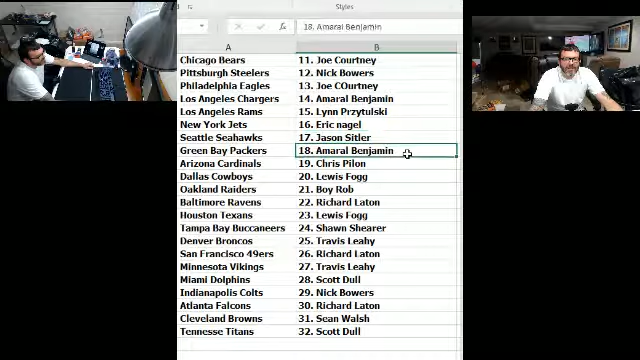 Styles
18. Amaral Benjamin
A B
Chicago Bears 11. Joe Courtney
Pittsburgh Steelers 12. Nick Bowers
Philadelphia Eagles 13. Joe COurtney
Los Angeles Chargers 14. Amaral Benjamin
Los Angeles Rams 15. Lynn Przytulski
New York Jets 16. Eric nagel
Seattle Seahawks 17. Jason Sitler
Green Bay Packers 18. Amaral Benjamin
Arizona Cardinals 19. Chris Pilon
Dallas Cowboys 20. Lewis Fogg
Oakland Raiders 21. Boy Rob
Baltimore Ravens 22. Richard Laton
Houston Texans 23. Lewis Fogg
Tampa Bay Buccaneers 24. Shawn Shearer
Denver Broncos 25. Travis Leahy
San Francisco 49ers 26. Richard Laton
Minnesota Vikings 27. Travis Leahy
Miami Dolphins 28. Scott Dull
Indianapolis Colts 29. Nick Bowers
Atlanta Falcons 30. Richard Laton
Cleveland Browns 31. Sean Walsh
Tennesse Titans 32. Scott Dull